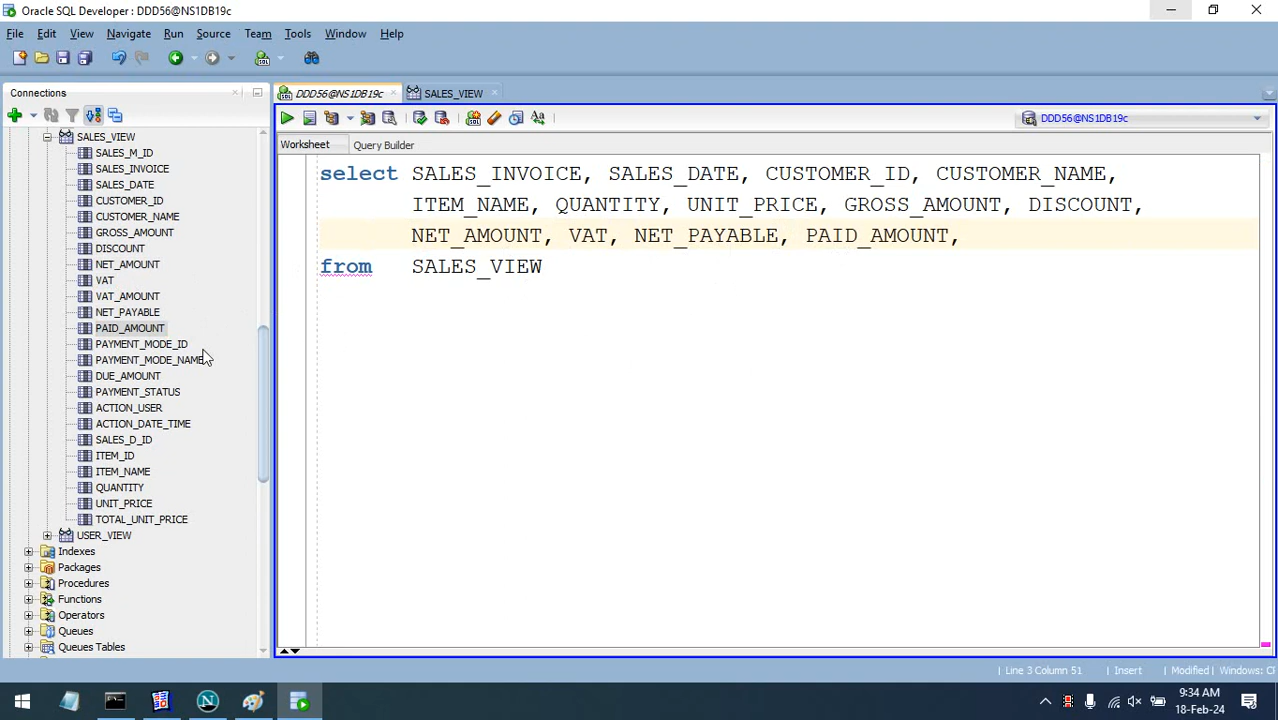 Oracle SQL Developer : DDD56@NS1DB19c
File Edit View Navigate Run Source Team Tools Window Help
Connections
DDD56@NS1DB19c
SALES_VIEW
DDD56@NS1DB19c
Worksheet Query Builder
SALES_VIEW
SALES_M_ID
SALES_INVOICE
SALES_DATE
CUSTOMER_ID
CUSTOMER_NAME
GROSS_AMOUNT
DISCOUNT
NET_AMOUNT
VAT
VAT_AMOUNT
NET_PAYABLE
PAID_AMOUNT
PAYMENT_MODE_ID
PAYMENT_MODE_NAME
DUE_AMOUNT
PAYMENT_STATUS
ACTION_USER
ACTION_DATE_TIME
SALES_D_ID
ITEM_ID
ITEM_NAME
QUANTITY
UNIT_PRICE
TOTAL_UNIT_PRICE
USER_VIEW
Indexes
Packages
Procedures
Functions
Operators
Queues
Queues Tables
select SALES_INVOICE, SALES_DATE, CUSTOMER_ID, CUSTOMER_NAME,
ITEM_NAME, QUANTITY, UNIT_PRICE, GROSS_AMOUNT, DISCOUNT,
NET_AMOUNT, VAT, NET_PAYABLE, PAID_AMOUNT,
from SALES_VIEW
Line 3 Column 51 Insert Modified Windows: CF
9:34 AM
18-Feb-24